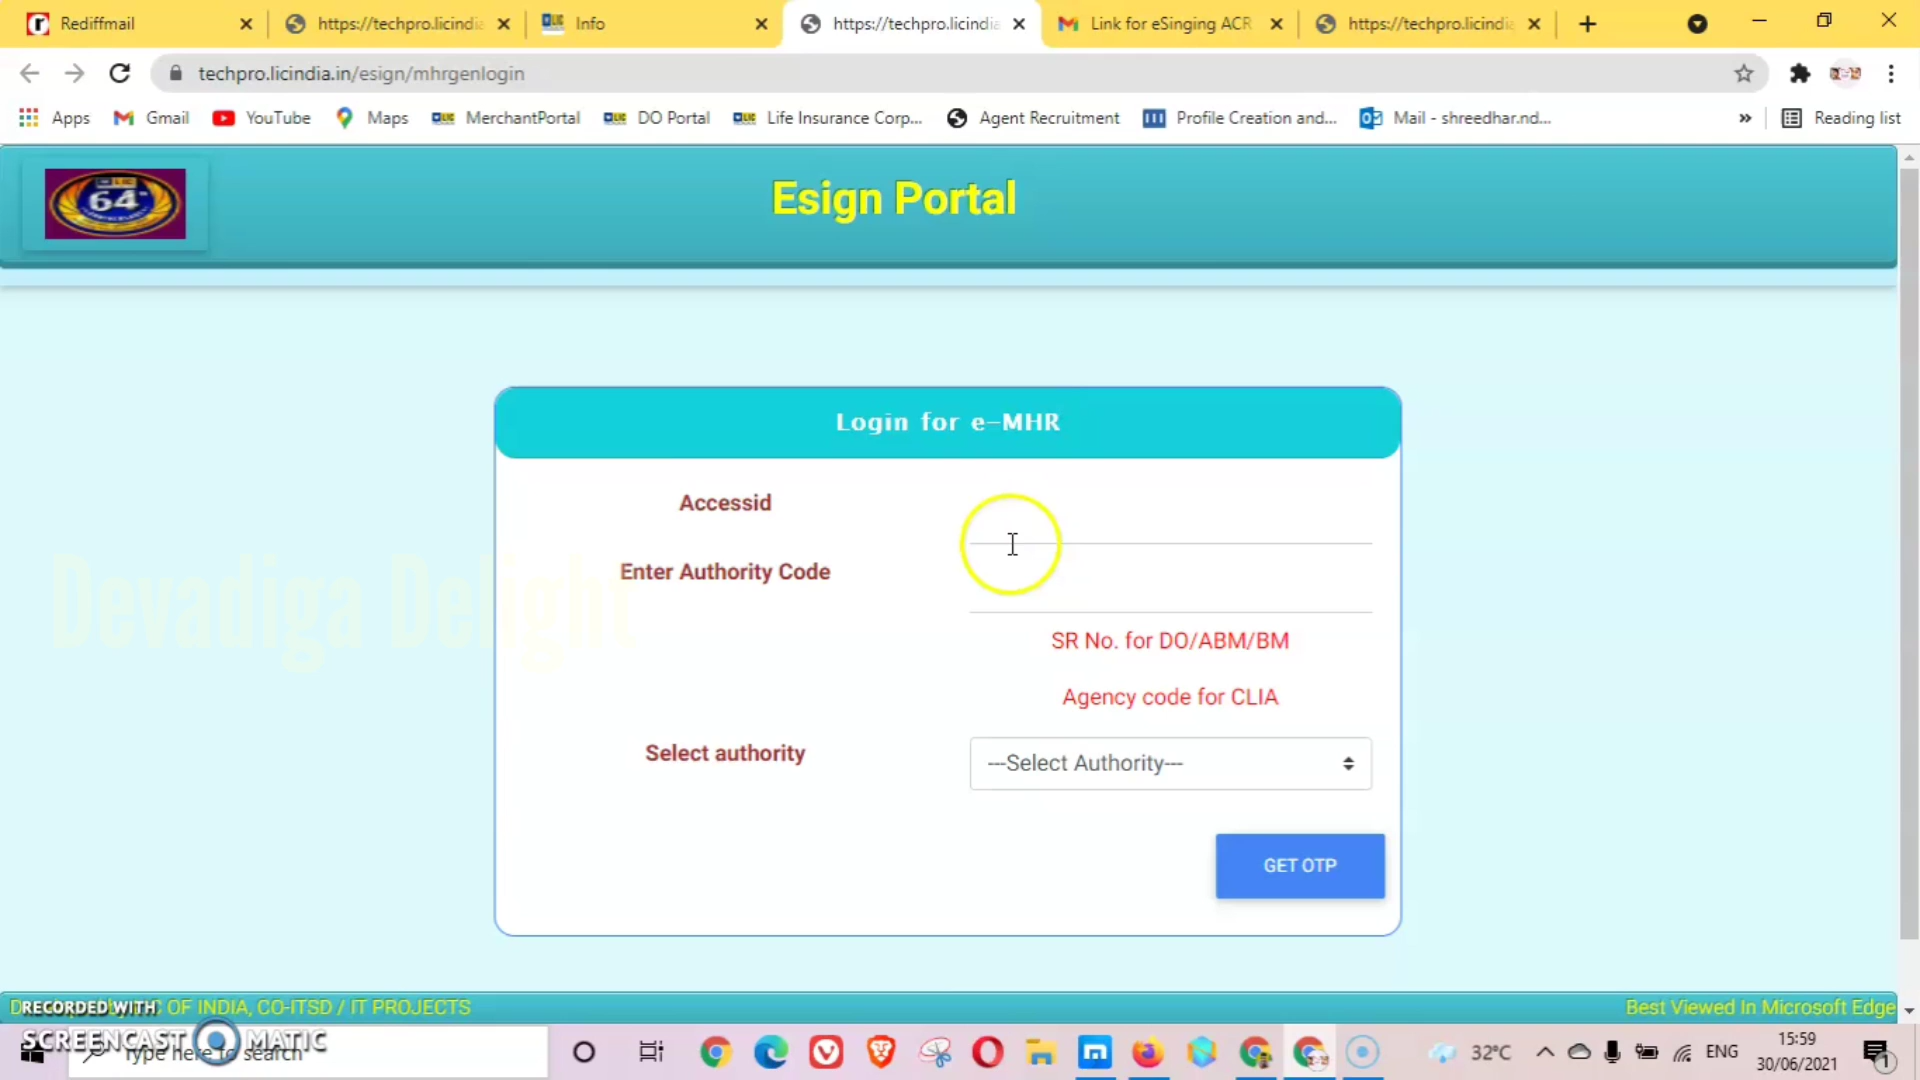 Rediffmail
https://techpro.licindia
Info
https://techpro.licindia
Link for eSinging ACR
https://techpro.licindia
techpro.licindia.in/esign/mhrgenlogin
Apps
Gmail
YouTube
Maps
MerchantPortal
DO Portal
Life Insurance Corp...
Agent Recruitment
Profile Creation and...
Mail - shreedhar.nd...
»
Reading list
64
Esign Portal
Login for e-MHR
Accessid
Enter Authority Code
SR No. for DO/ABM/BM
Agency code for CLIA
Select authority
---Select Authority---
GET OTP
Devadiga Delight
OF INDIA, CO-ITSD / IT PROJECTS
Best Viewed In Microsoft Edge
RECORDED WITH
SCREENCAST MATIC
Type here to search
32°C
ENG
15:59
30/06/2021
1